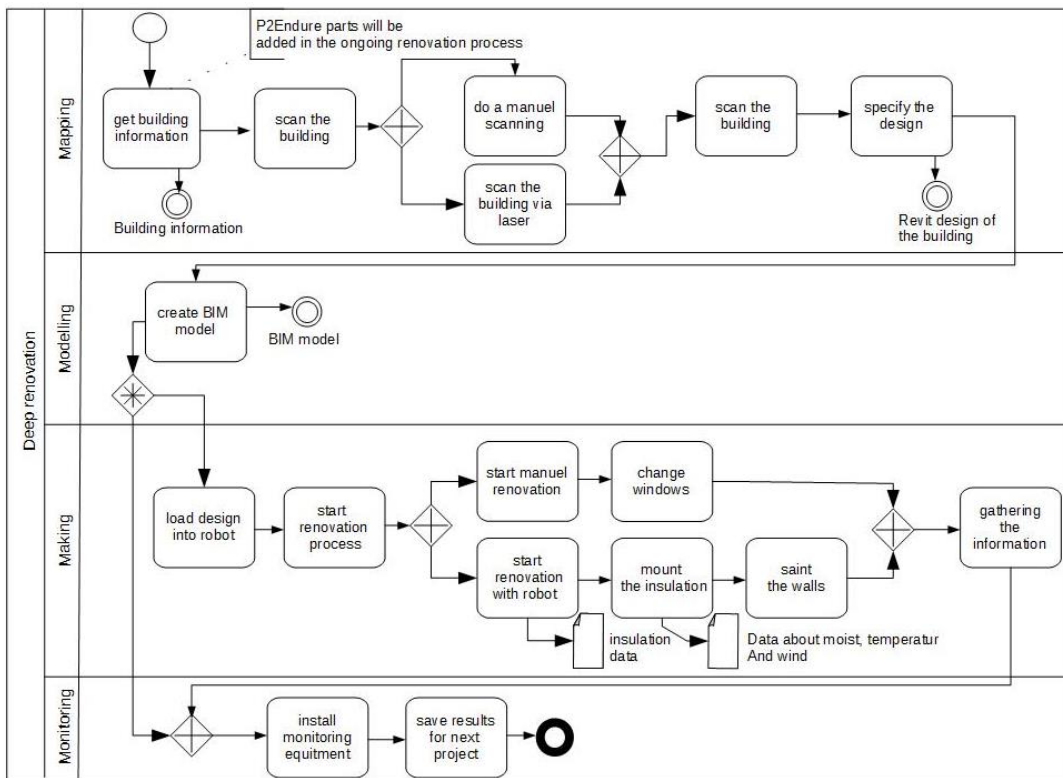 P2Endure parts will be
added in the ongoing renovation process
Deep renovation
Mapping
get building
information
scan the
building
do a manuel
scanning
scan the
building via
laser
scan the
building
specify the
design
Building information
Revit design of
the building
Modelling
create BIM
model
BIM model
Making
load design
into robot
start
renovation
process
start manuel
renovation
change
windows
start
renovation
with robot
mount
the insulation
saint
the walls
gathering
the
information
insulation
data
Data about moist, temperatur
And wind
Monitoring
install
monitoring
equitment
save results
for next
project